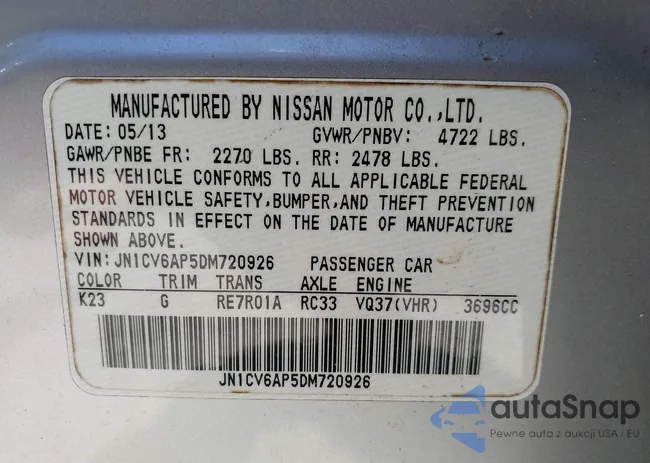 MANUFACTURED BY NISSAN MOTOR CO.,LTD.
DATE: 05/13 GVWR/PNBV: 4722 LBS.
GAWR/PNBE FR: 2270 LBS. RR: 2478 LBS.
THIS VEHICLE CONFORMS TO ALL APPLICABLE FEDERAL
MOTOR VEHICLE SAFETY,BUMPER,AND THEFT PREVENTION
STANDARDS IN EFFECT ON THE DATE OF MANUFACTURE
SHOWN ABOVE.
VIN:JN1CV6AP5DM720926 PASSENGER CAR
COLOR TRIM TRANS AXLE ENGINE
K23 G RE7R01A RC33 VQ37(VHR) 3696CC
JN1CV6AP5DM720926
autaSnap
Pewne auta z aukcji USA i EU